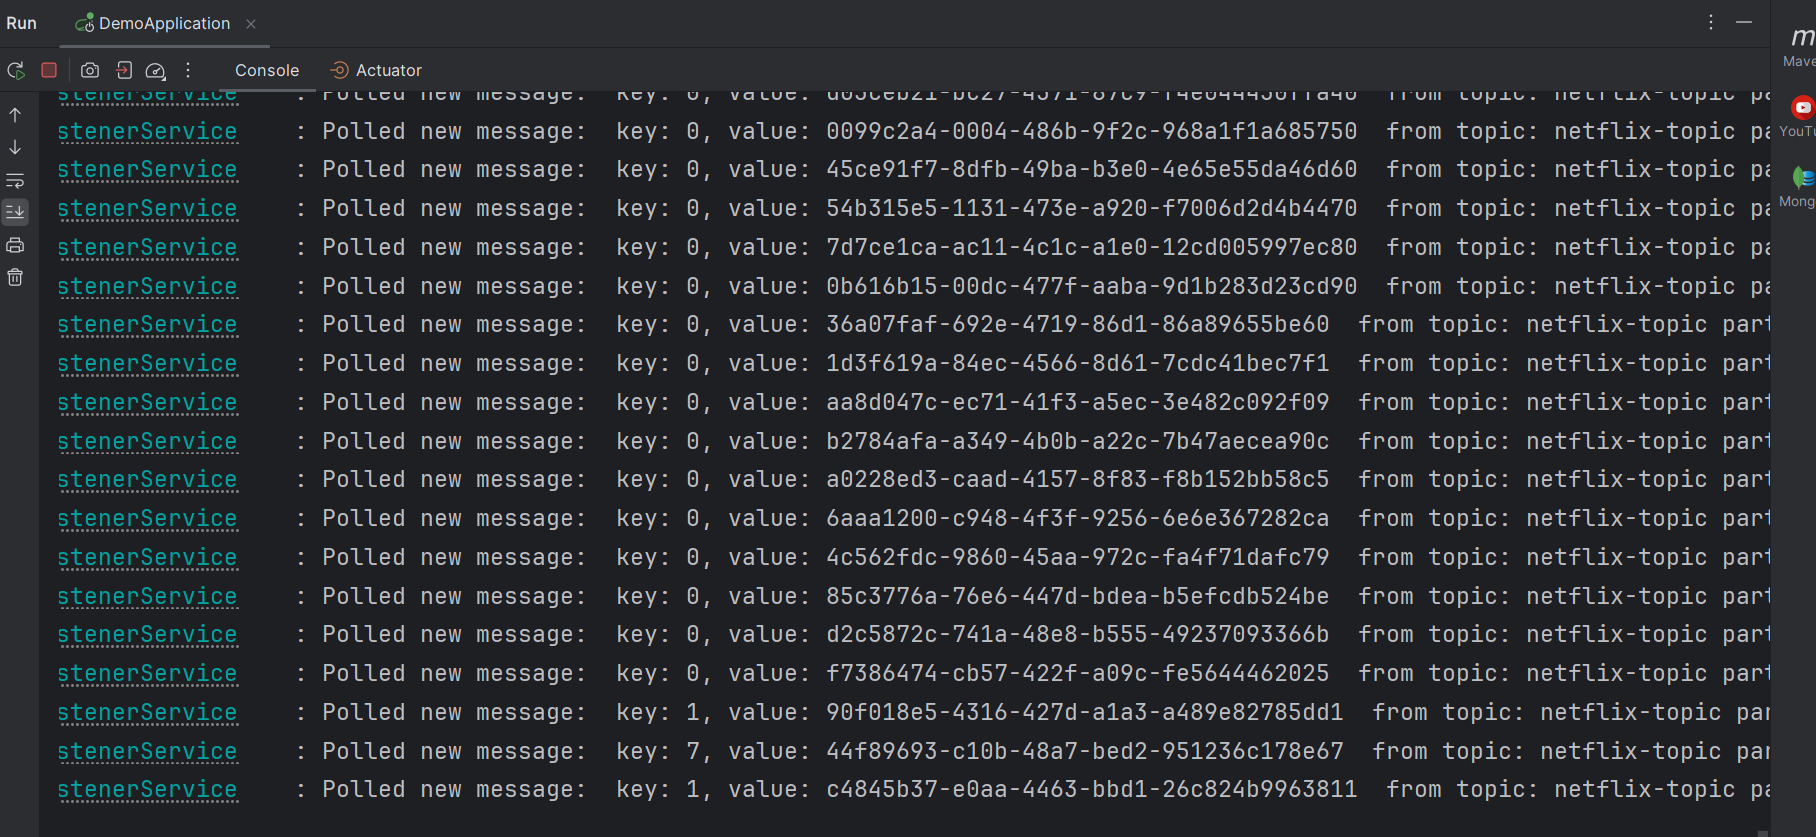 Run
DemoApplication
Console
Actuator
Polled new message: key: 0, value: from topic: netflix-topic
stenerService : Polled new message: key: 0, value: 0099c2a4-0004-486b-9f2c-968a1f1a685750 from topic: netflix-topic pa
stenerService : Polled new message: key: 0, value: 45ce91f7-8dfb-49ba-b3e0-4e65e55da46d60 from topic: netflix-topic pa
stenerService : Polled new message: key: 0, value: 54b315e5-1131-473e-a920-f7006d2d4b4470 from topic: netflix-topic pa
stenerService : Polled new message: key: 0, value: 7d7ce1ca-ac11-4c1c-a1e0-12cd005997ec80 from topic: netflix-topic pa
stenerService : Polled new message: key: 0, value: 0b616b15-00dc-477f-aaba-9d1b283d23cd90 from topic: netflix-topic pa
stenerService : Polled new message: key: 0, value: 36a07faf-692e-4719-86d1-86a89655be60 from topic: netflix-topic part
stenerService : Polled new message: key: 0, value: 1d3f619a-84ec-4566-8d61-7cdc41bec7f1 from topic: netflix-topic part
stenerService : Polled new message: key: 0, value: aa8d047c-ec71-41f3-a5ec-3e482c092f09 from topic: netflix-topic part
stenerService : Polled new message: key: 0, value: b2784afa-a349-4b0b-a22c-7b47aecea90c from topic: netflix-topic part
stenerService : Polled new message: key: 0, value: a0228ed3-caad-4157-8f83-f8b152bb58c5 from topic: netflix-topic part
stenerService : Polled new message: key: 0, value: 6aaa1200-c948-4f3f-9256-6e6e367282ca from topic: netflix-topic part
stenerService : Polled new message: key: 0, value: 4c562fdc-9860-45aa-972c-fa4f71dafc79 from topic: netflix-topic part
stenerService : Polled new message: key: 0, value: 85c3776a-76e6-447d-bdea-b5efcdb524be from topic: netflix-topic part
stenerService : Polled new message: key: 0, value: d2c5872c-741a-48e8-b555-49237093366b from topic: netflix-topic part
stenerService : Polled new message: key: 0, value: f7386474-cb57-422f-a09c-fe5644462025 from topic: netflix-topic part
stenerService : Polled new message: key: 1, value: 90f018e5-4316-427d-a1a3-a489e82785dd1 from topic: netflix-topic par
stenerService : Polled new message: key: 7, value: 44f89693-c10b-48a7-bed2-951236c178e67 from topic: netflix-topic par
stenerService : Polled new message: key: 1, value: c4845b37-e0aa-4463-bbd1-26c824b9963811 from topic: netflix-topic pa
m
Mave
YouTu
Mong